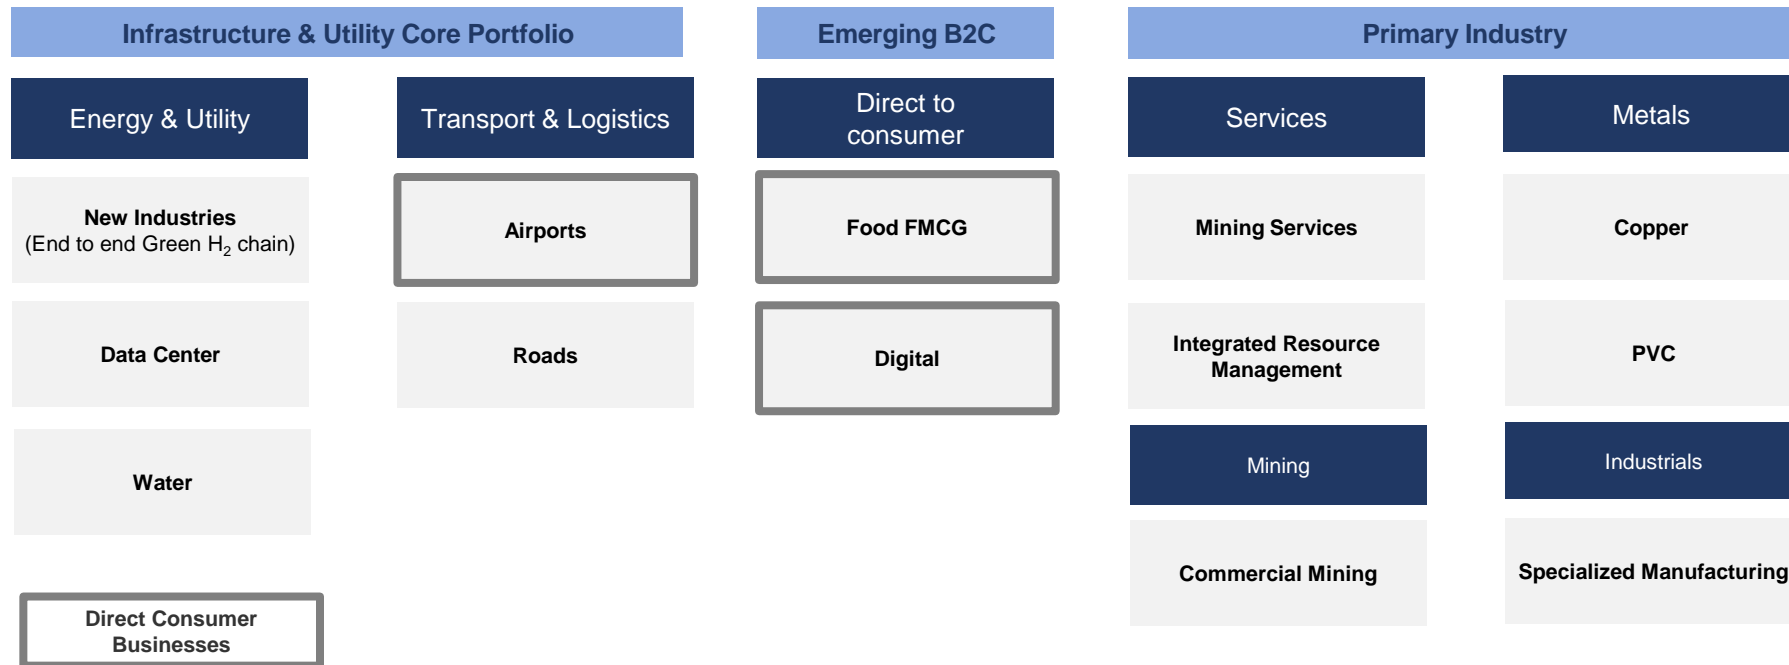 Infrastructure & Utility Core Portfolio
Emerging B2C
Primary Industry
Energy & Utility
Transport & Logistics
Direct to
consumer
Services
Metals
New Industries
(End to end Green H₂ chain)
Airports
Food FMCG
Mining Services
Copper
Data Center
Roads
Digital
Integrated Resource
Management
PVC
Water
Mining
Industrials
Commercial Mining
Specialized Manufacturing
Direct Consumer
Businesses